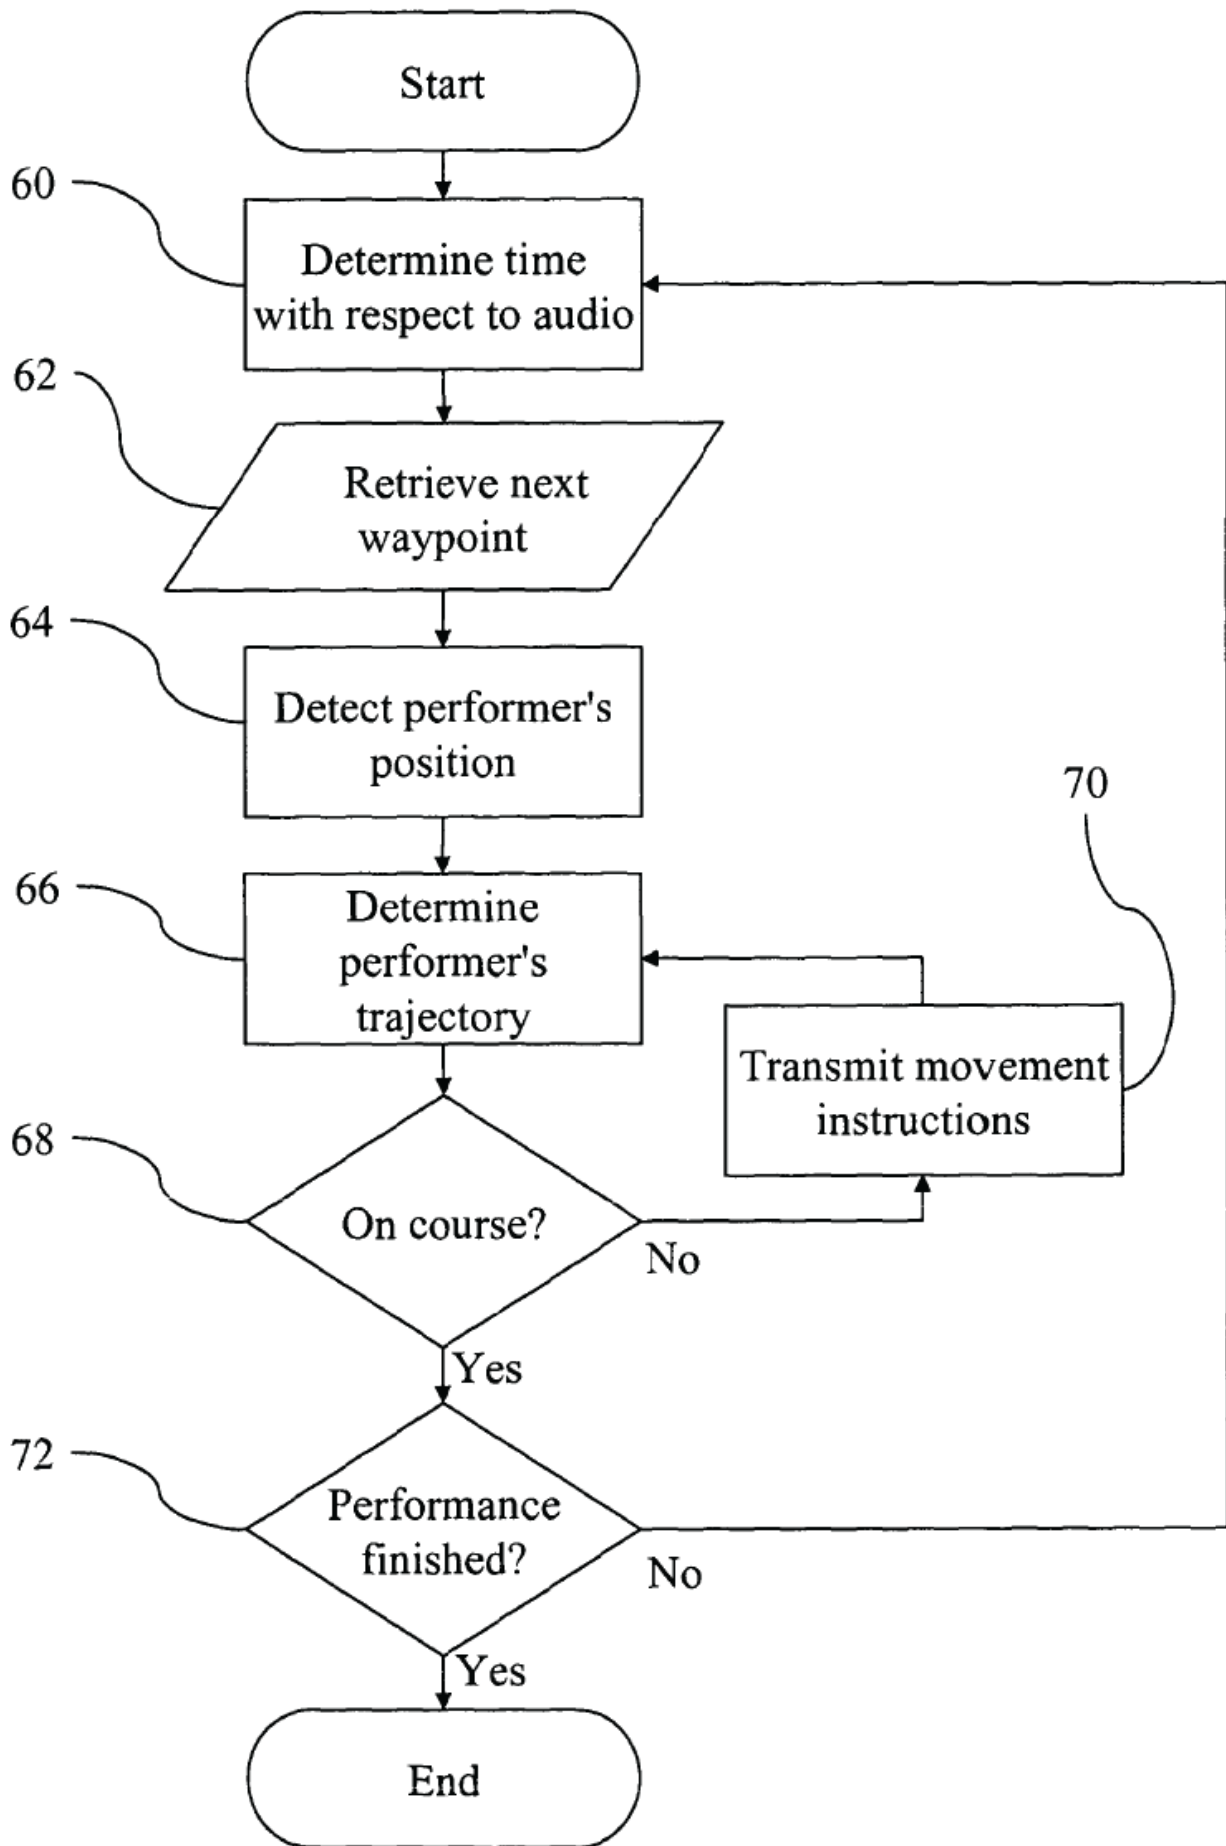 Start
60
Determine time
with respect to audio
62
Retrieve next
waypoint
64
Detect performer's
position
70
66
Determine
performer's
trajectory
Transmit movement
instructions
68
On course?
No
Yes
72
Performance
finished?
No
Yes
End